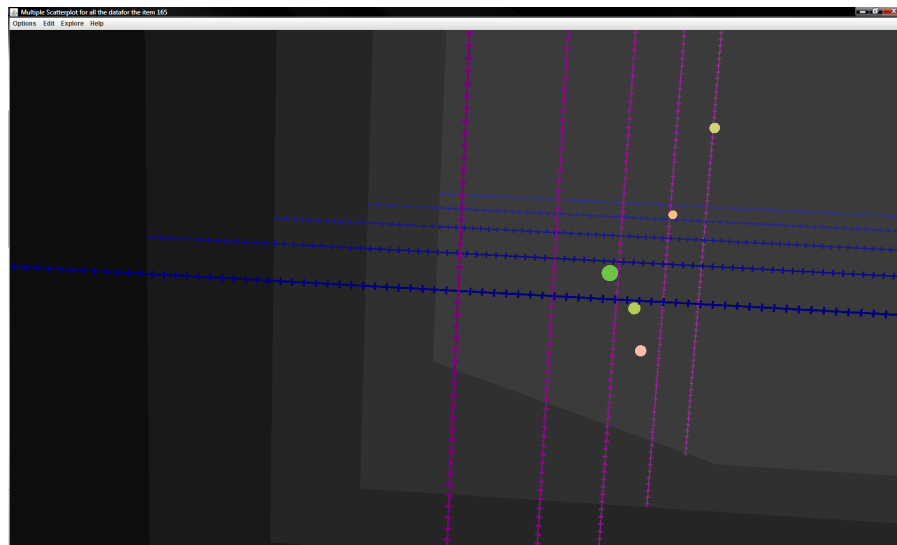 Multiple Scatterplot for all the datafor the item 165
Options Edit Explore Help